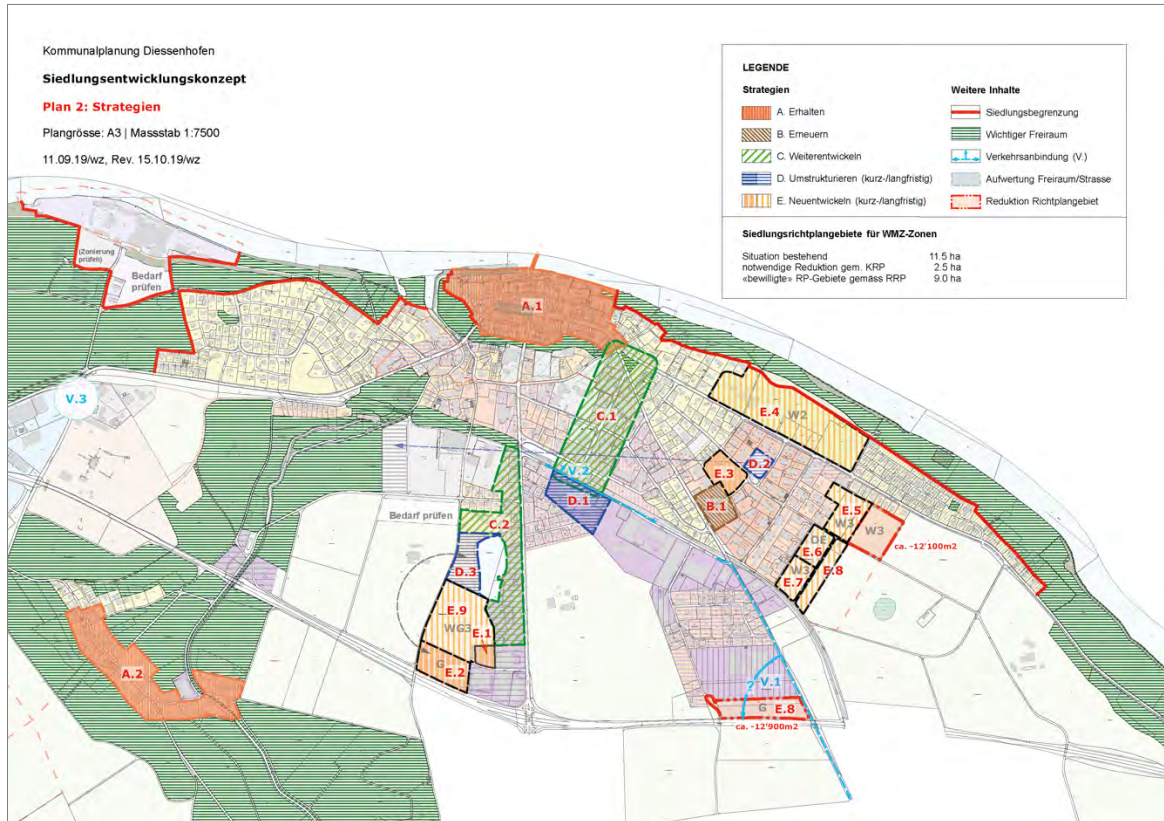 Kommunalplanung Diessenhofen
Siedlungsentwicklungskonzept
Plan 2: Strategien
Plangrösse: A3 | Massstab 1:7500
11.09.19/wz, Rev. 15.10.19/wz
LEGENDE
Strategien
A. Erhalten
B. Erneuern
C. Weiterentwickeln
D. Umstrukturieren (kurz-/langfristig)
E. Neuentwickeln (kurz-/langfristig)
Weitere Inhalte
Siedlungsbegrenzung
Wichtiger Freiraum
Verkehrsanbindung (V.)
Aufwertung Freiraum/Strasse
Reduktion Richtplangebiet
Siedlungsrichtplangebiete für WMZ-Zonen
Situation bestehend 11.5 ha
notwendige Reduktion gem. KRP 2.5 ha
«bewilligte» RP-Gebiete gemäss RRP 9.0 ha
(Zonierung
prüfen)
Bedarf
prüfen
A.1
V.3
C.1
E.4
W2
V.2
E.3
D.2
D.1
B.1
Bedarf prüfen
C.2
E.5
W3
W3
ca. -12'100m2
OE
E.6
W3
E.7
E.8
D.3
E.9
WG3
E.1
G
E.2
A.2
?
V.1
G
E.8
ca. -12'900m2